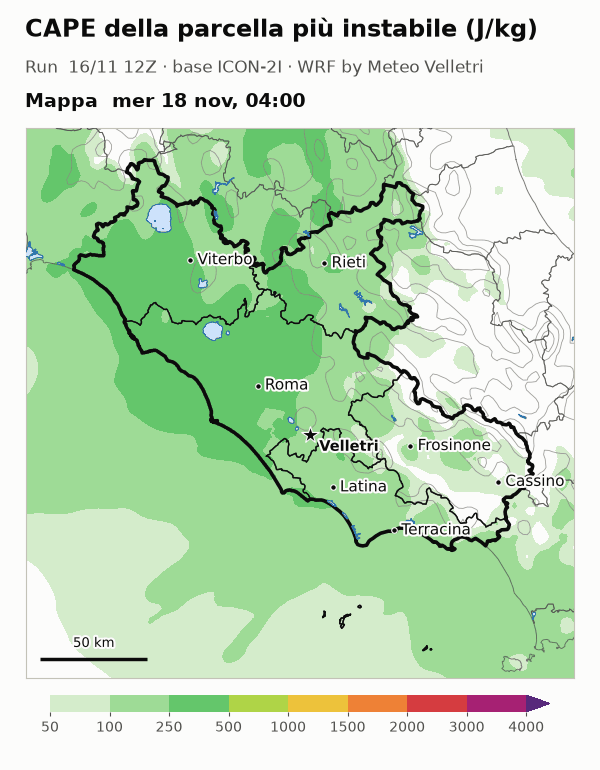 CAPE della parcella più instabile (J/kg)
Run  16/11 12Z · base ICON-2I · WRF by Meteo Velletri
Mappa  mer 18 nov, 04:00
Viterbo
Rieti
Roma
Velletri
Frosinone
Cassino
Latina
Terracina
50 km
50 100 250 500 1000 1500 2000 3000 4000